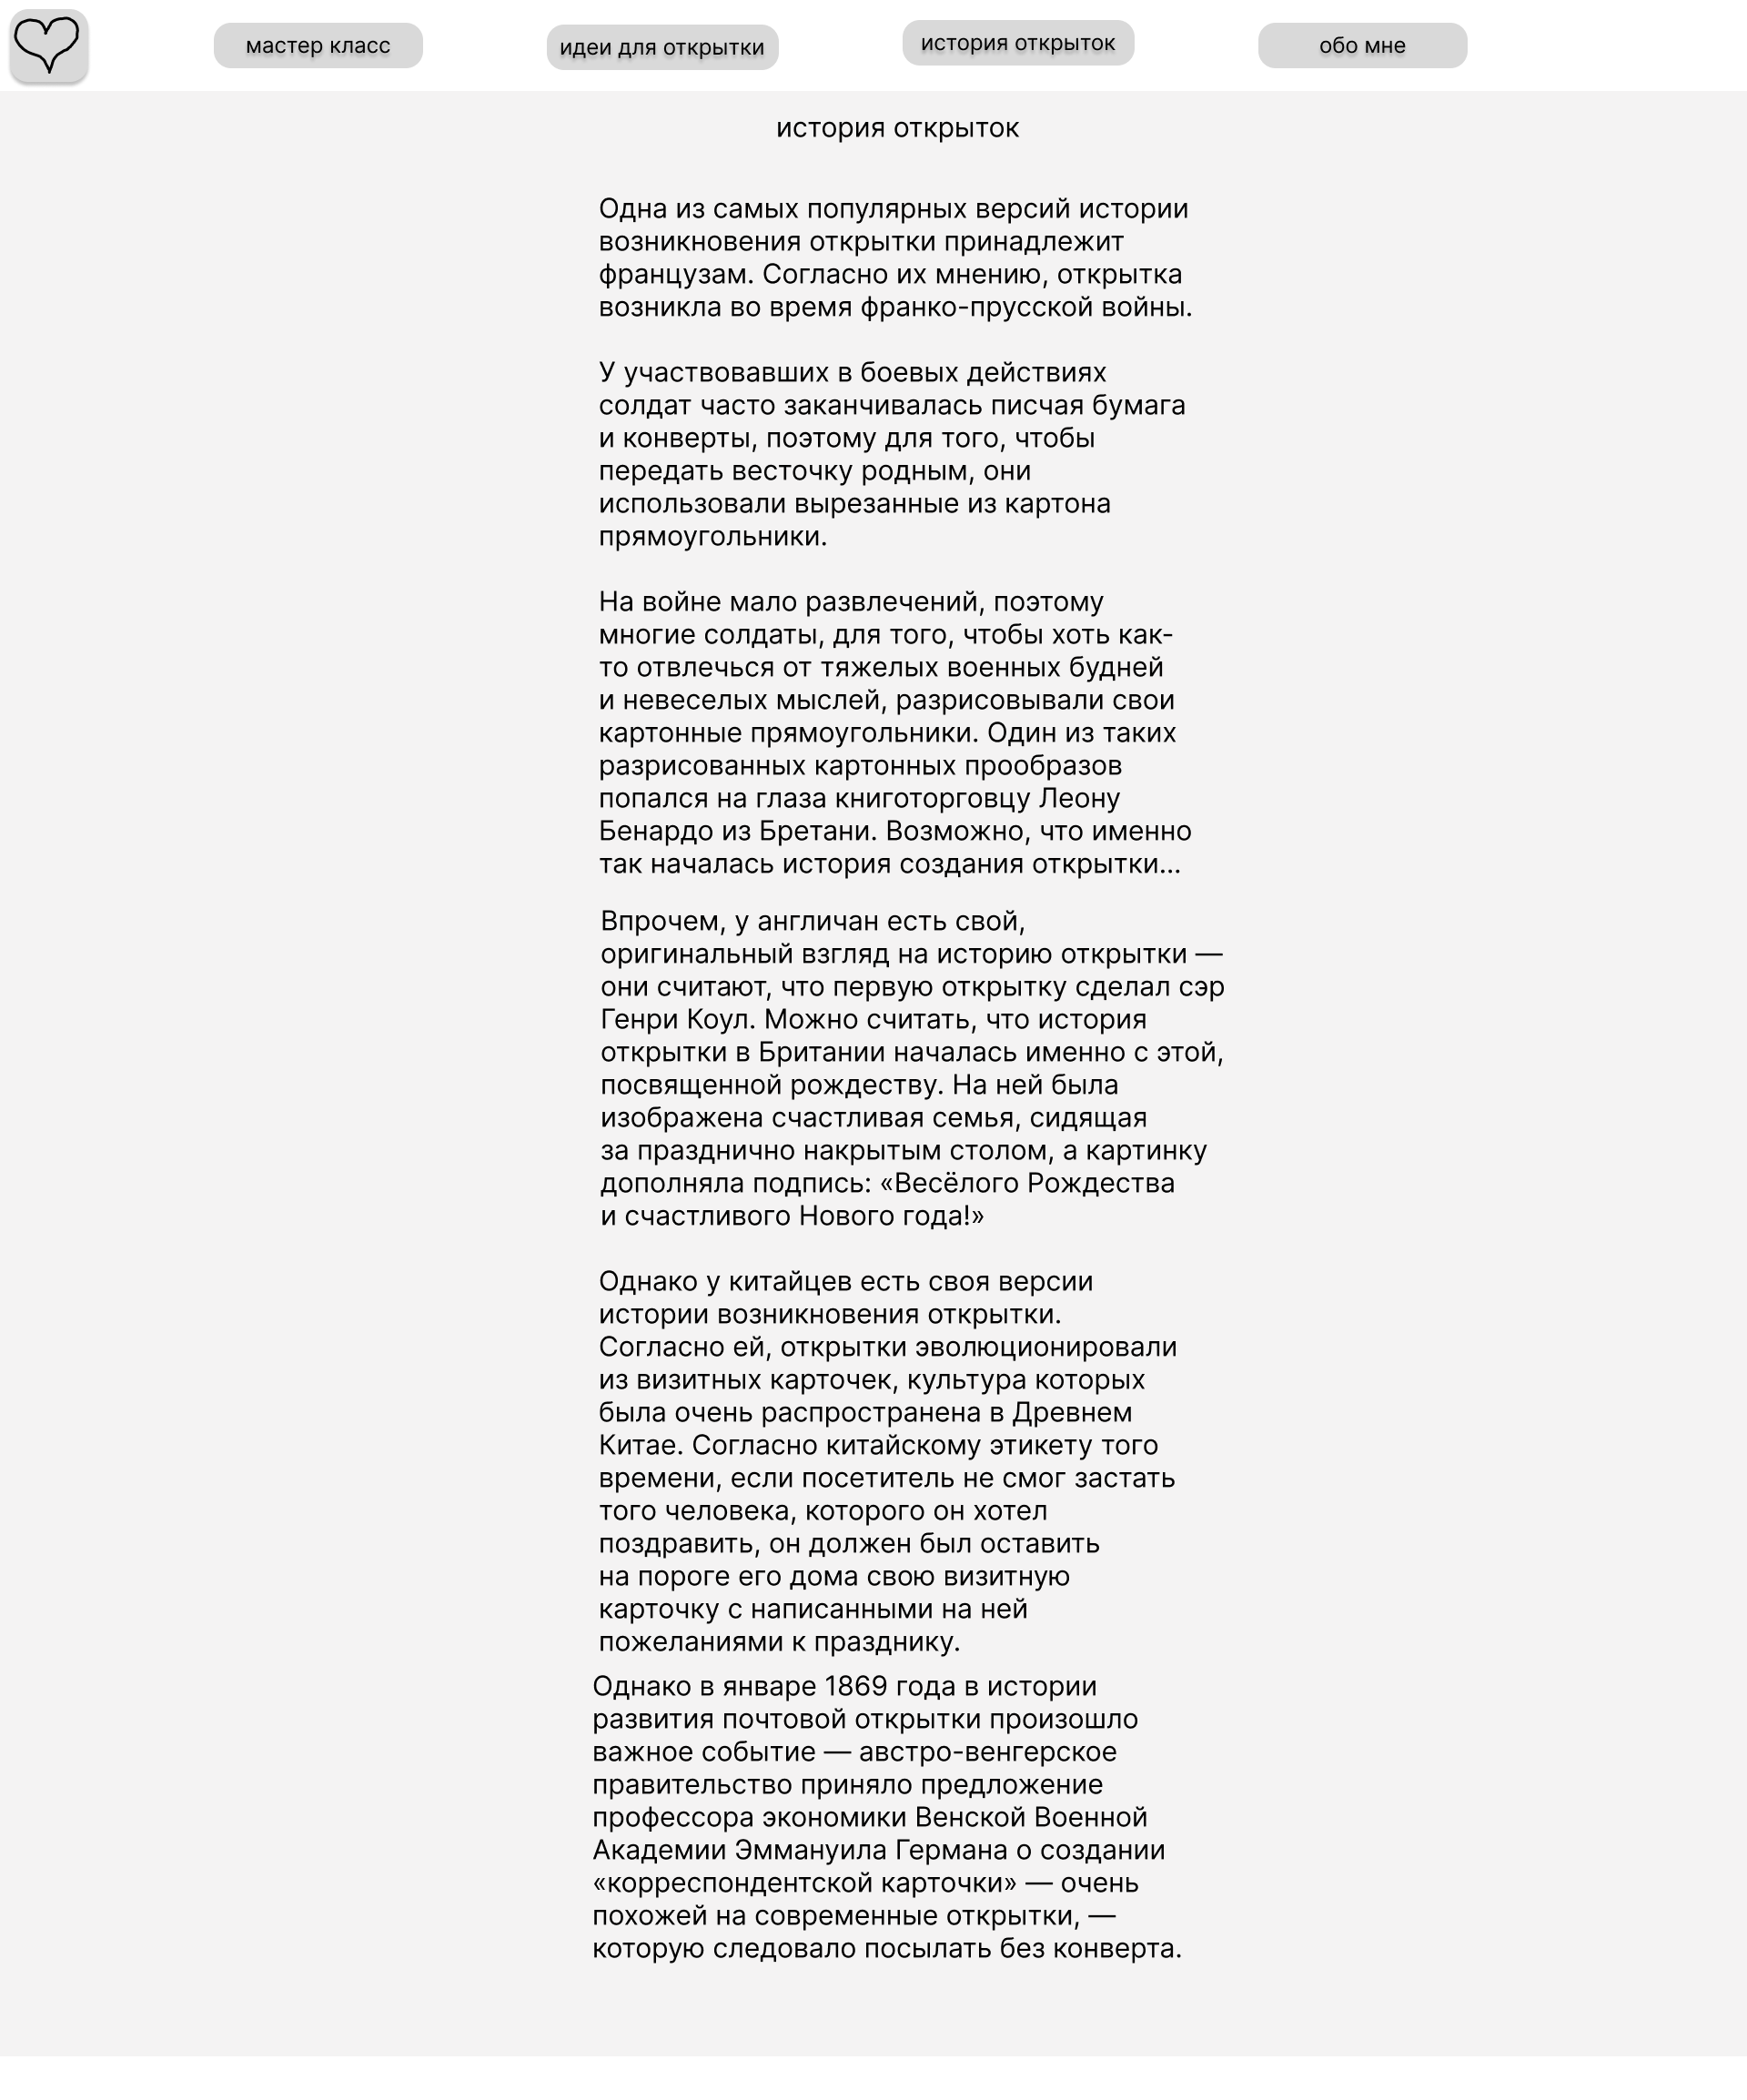 мастер класс
идеи для открытки
история открыток
обо мне
история открыток
Одна из самых популярных версий истории
возникновения открытки принадлежит
французам. Согласно их мнению, открытка
возникла во время франко-прусской войны.
У участвовавших в боевых действиях
солдат часто заканчивалась писчая бумага
и конверты, поэтому для того, чтобы
передать весточку родным, они
использовали вырезанные из картона
прямоугольники.
На войне мало развлечений, поэтому
многие солдаты, для того, чтобы хоть как-
то отвлечься от тяжелых военных будней
и невеселых мыслей, разрисовывали свои
картонные прямоугольники. Один из таких
разрисованных картонных прообразов
попался на глаза книготорговцу Леону
Бенардо из Бретани. Возможно, что именно
так началась история создания открытки…
Впрочем, у англичан есть свой,
оригинальный взгляд на историю открытки —
они считают, что первую открытку сделал сэр
Генри Коул. Можно считать, что история
открытки в Британии началась именно с этой,
посвященной рождеству. На ней была
изображена счастливая семья, сидящая
за празднично накрытым столом, а картинку
дополняла подпись: «Весёлого Рождества
и счастливого Нового года!»
Однако у китайцев есть своя версии
истории возникновения открытки.
Согласно ей, открытки эволюционировали
из визитных карточек, культура которых
была очень распространена в Древнем
Китае. Согласно китайскому этикету того
времени, если посетитель не смог застать
того человека, которого он хотел
поздравить, он должен был оставить
на пороге его дома свою визитную
карточку с написанными на ней
пожеланиями к празднику.
Однако в январе 1869 года в истории
развития почтовой открытки произошло
важное событие — австро-венгерское
правительство приняло предложение
профессора экономики Венской Военной
Академии Эммануила Германа о создании
«корреспондентской карточки» — очень
похожей на современные открытки, —
которую следовало посылать без конверта.